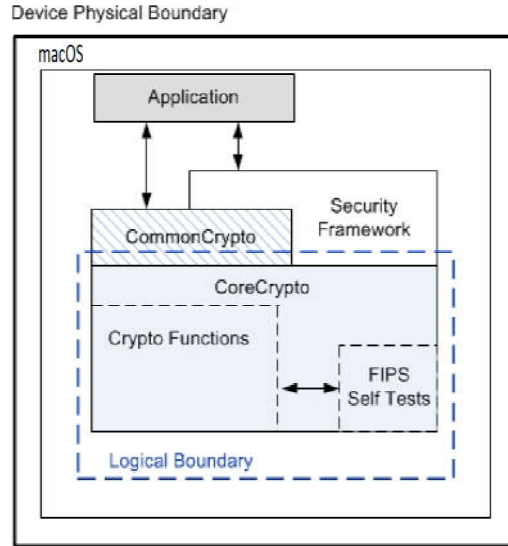 Device Physical Boundary
macOS
Application
Security
Framework
CommonCrypto
CoreCrypto
Crypto Functions
FIPS
Self Tests
Logical Boundary